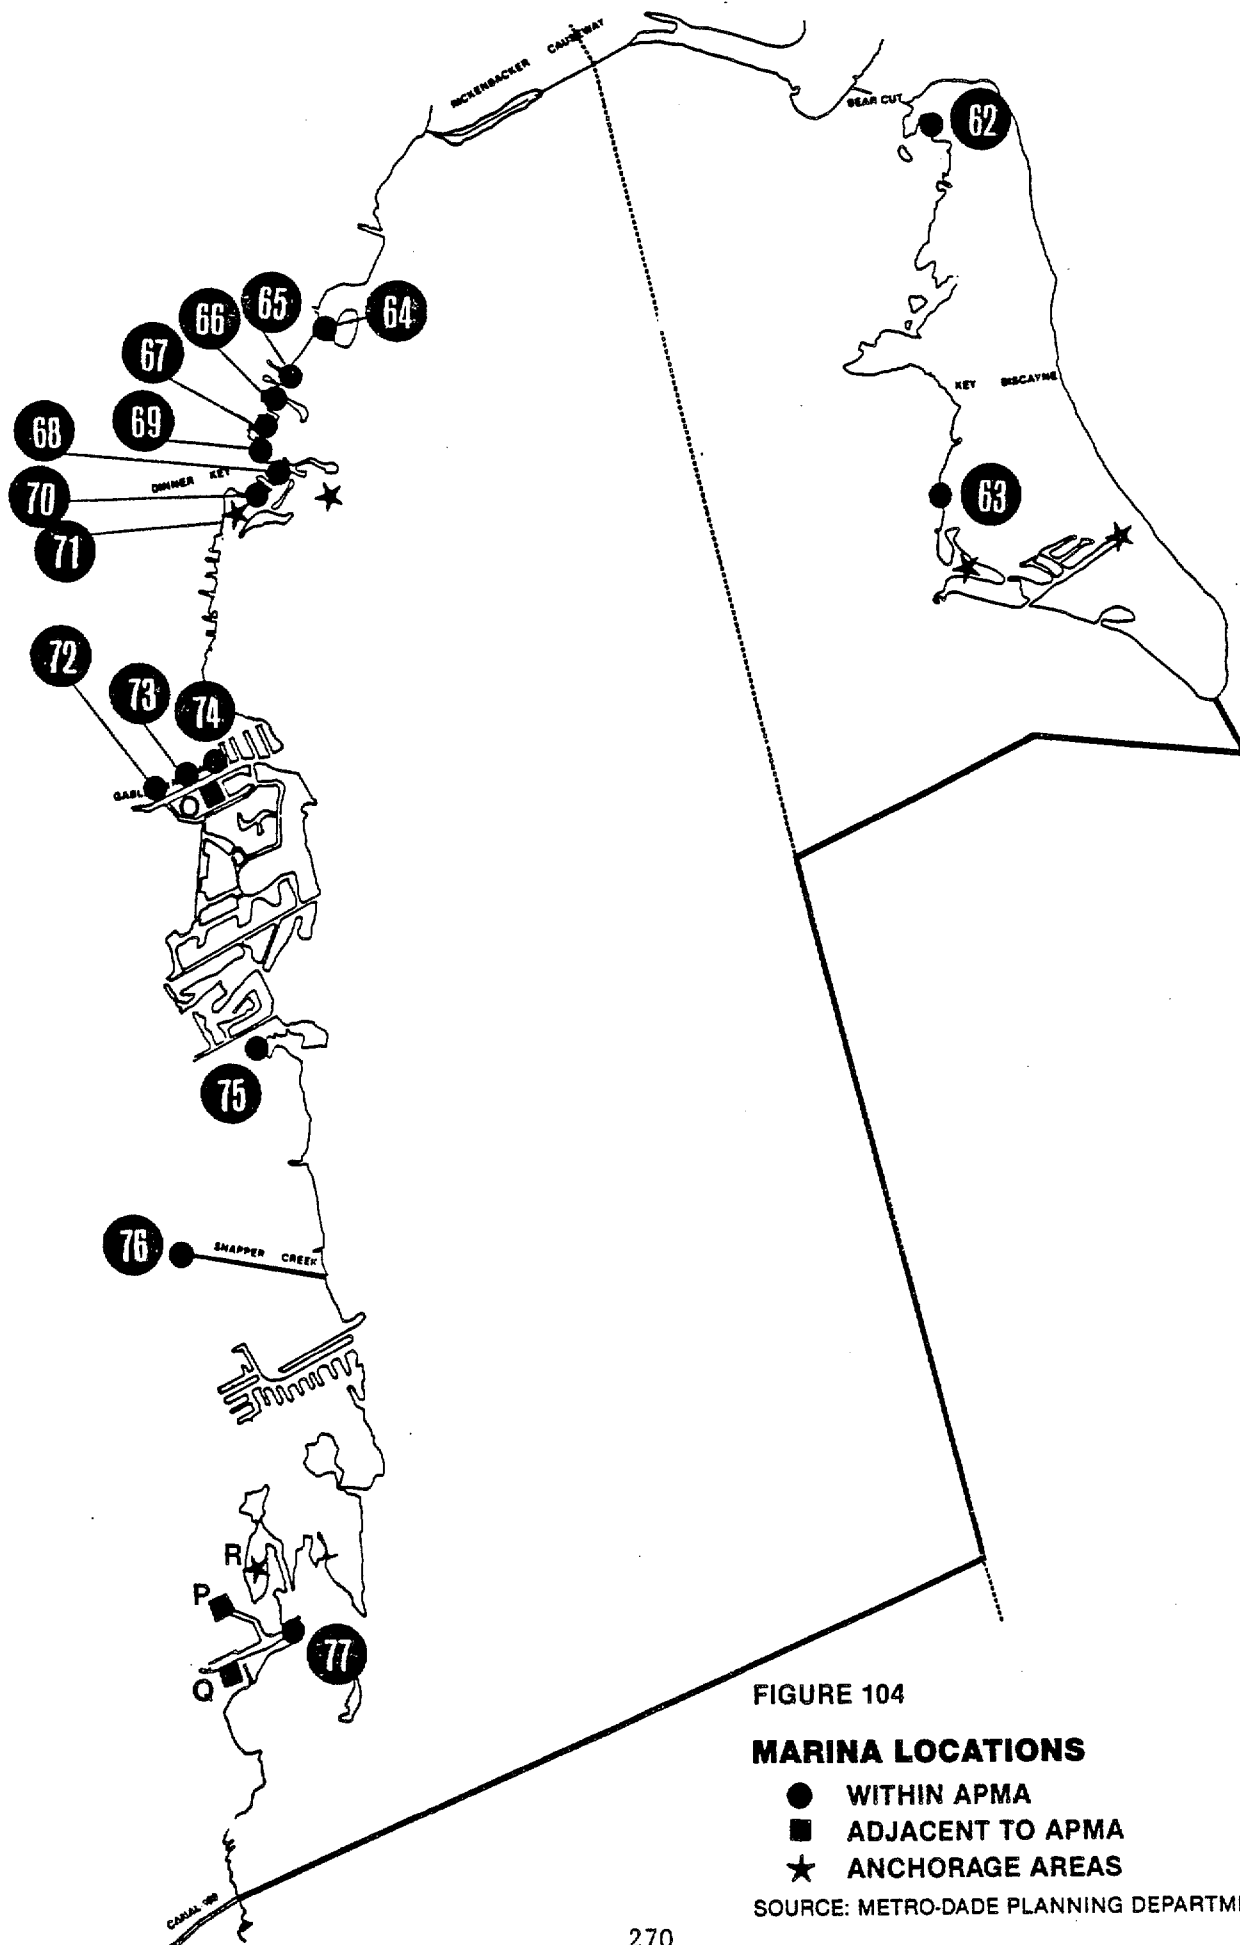 RICKENBACKER CAUSEWAY
BEAR CUT
62
65
64
66
67
69
68
DINNER KEY
70
71
KEY BISCAYNE
63
72
73
74
O
75
76
SNAPPER CREEK
R
P
77
Q
CANAL 100
FIGURE 104
MARINA LOCATIONS
WITHIN APMA
ADJACENT TO APMA
ANCHORAGE AREAS
SOURCE: METRO-DADE PLANNING DEPARTME
270